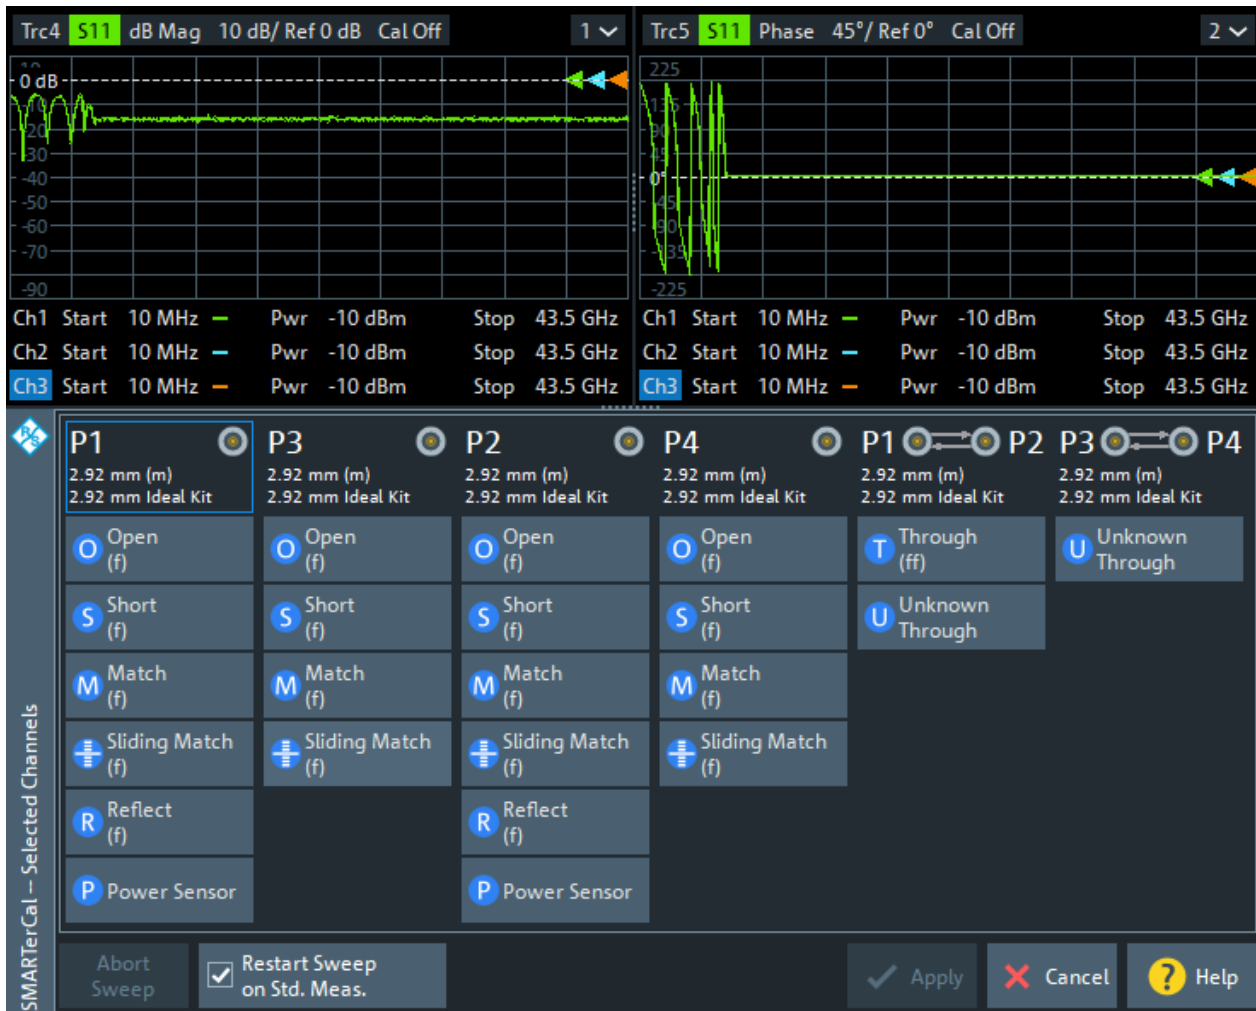 Trc4 S11 dB Mag 10 dB/ Ref 0 dB Cal Off 1
Trc5 S11 Phase 45°/ Ref 0° Cal Off 2
0 dB
-20
-30
-40
-50
-60
-70
-90
225
135
90
45
0°
-45
-90
-135
-225
Ch1 Start 10 MHz Pwr -10 dBm Stop 43.5 GHz
Ch2 Start 10 MHz Pwr -10 dBm Stop 43.5 GHz
Ch3 Start 10 MHz Pwr -10 dBm Stop 43.5 GHz
Ch1 Start 10 MHz Pwr -10 dBm Stop 43.5 GHz
Ch2 Start 10 MHz Pwr -10 dBm Stop 43.5 GHz
Ch3 Start 10 MHz Pwr -10 dBm Stop 43.5 GHz
R&S
SMARTerCal – Selected Channels
P1
2.92 mm (m)
2.92 mm Ideal Kit
O Open
(f)
S Short
(f)
M Match
(f)
Sliding Match
(f)
R Reflect
(f)
P Power Sensor
P3
2.92 mm (m)
2.92 mm Ideal Kit
O Open
(f)
S Short
(f)
M Match
(f)
Sliding Match
(f)
P2
2.92 mm (m)
2.92 mm Ideal Kit
O Open
(f)
S Short
(f)
M Match
(f)
Sliding Match
(f)
R Reflect
(f)
P Power Sensor
P4
2.92 mm (m)
2.92 mm Ideal Kit
O Open
(f)
S Short
(f)
M Match
(f)
Sliding Match
(f)
P1 P2
2.92 mm (m)
2.92 mm Ideal Kit
T Through
(ff)
U Unknown
Through
P3 P4
2.92 mm (m)
2.92 mm Ideal Kit
U Unknown
Through
Abort
Sweep
Restart Sweep
on Std. Meas.
Apply
Cancel
? Help